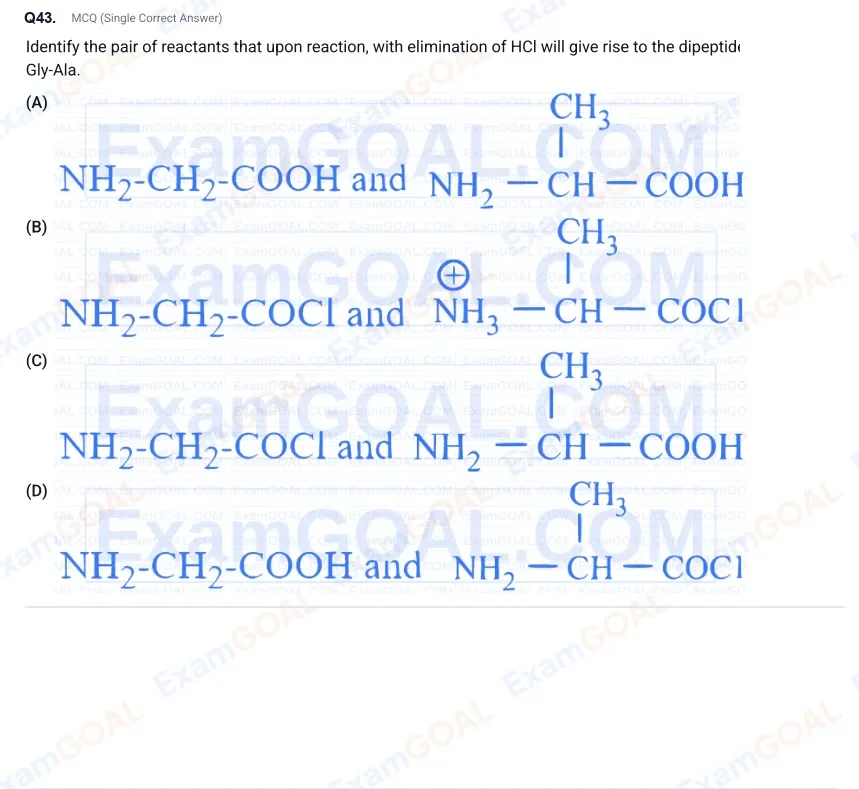 Q43. MCQ (Single Correct Answer)
Identify the pair of reactants that upon reaction, with elimination of HCl will give rise to the dipeptide
Gly-Ala.
(A)
CH₃
|
NH₂-CH₂-COOH and NH₂ — CH — COOH
(B)
CH₃
⊕ |
NH₂-CH₂-COCl and NH₃ — CH — COCl
(C)
CH₃
|
NH₂-CH₂-COCl and NH₂ — CH — COOH
(D)
CH₃
|
NH₂-CH₂-COOH and NH₂ — CH — COCl
ExamGOAL.COM
ExamGOAL